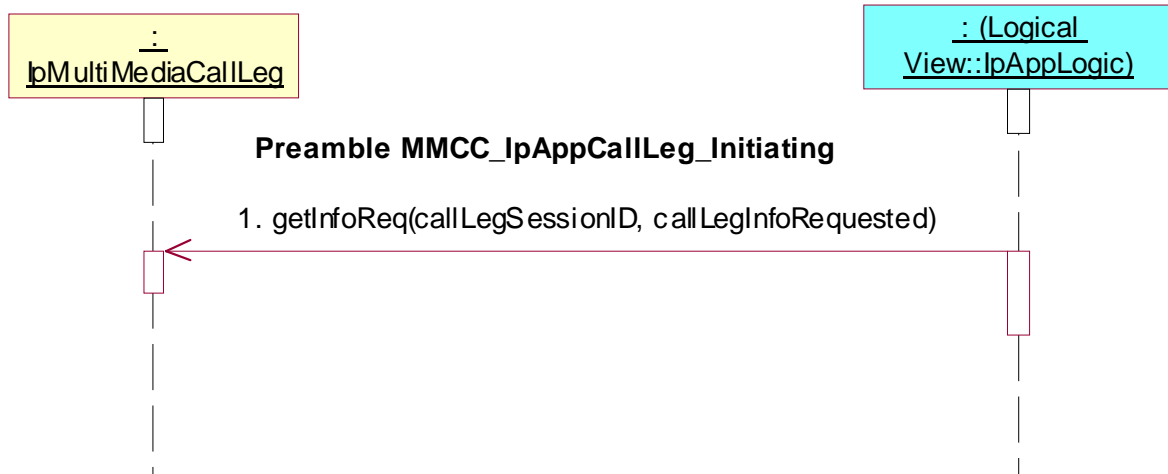 :
IpMultiMediaCallLeg
: (Logical
View::IpAppLogic)
Preamble MMCC_IpAppCallLeg_Initiating
1. getInfoReq(callLegSessionID, callLegInfoRequested)